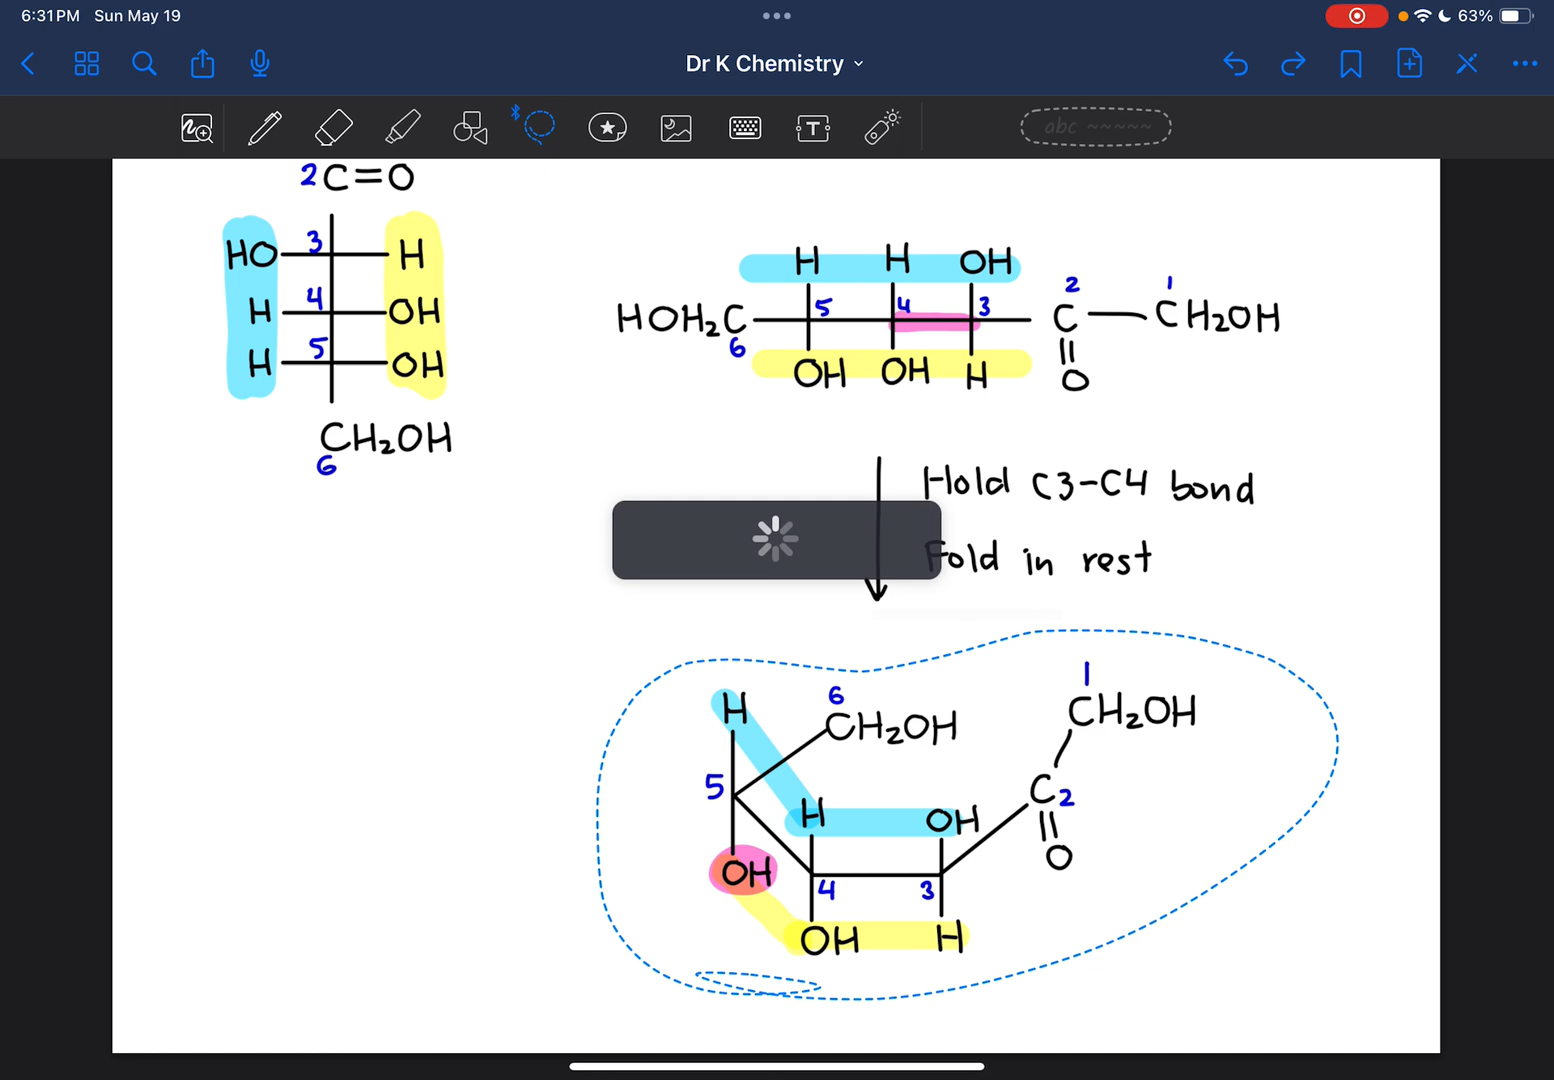 6:31 PM Sun May 19
63%
Dr K Chemistry
abc
T
2 C=O
HO 3 H
H 4 OH
H 5 OH
CH₂OH
6
H H OH
2 1
5 4 3
HOH₂C C CH₂OH
6
OH OH H O
Hold C3-C4 bond
Fold in rest
1
6
H CH₂OH CH₂OH
5 C2
H OH
O
OH 4 3
OH H